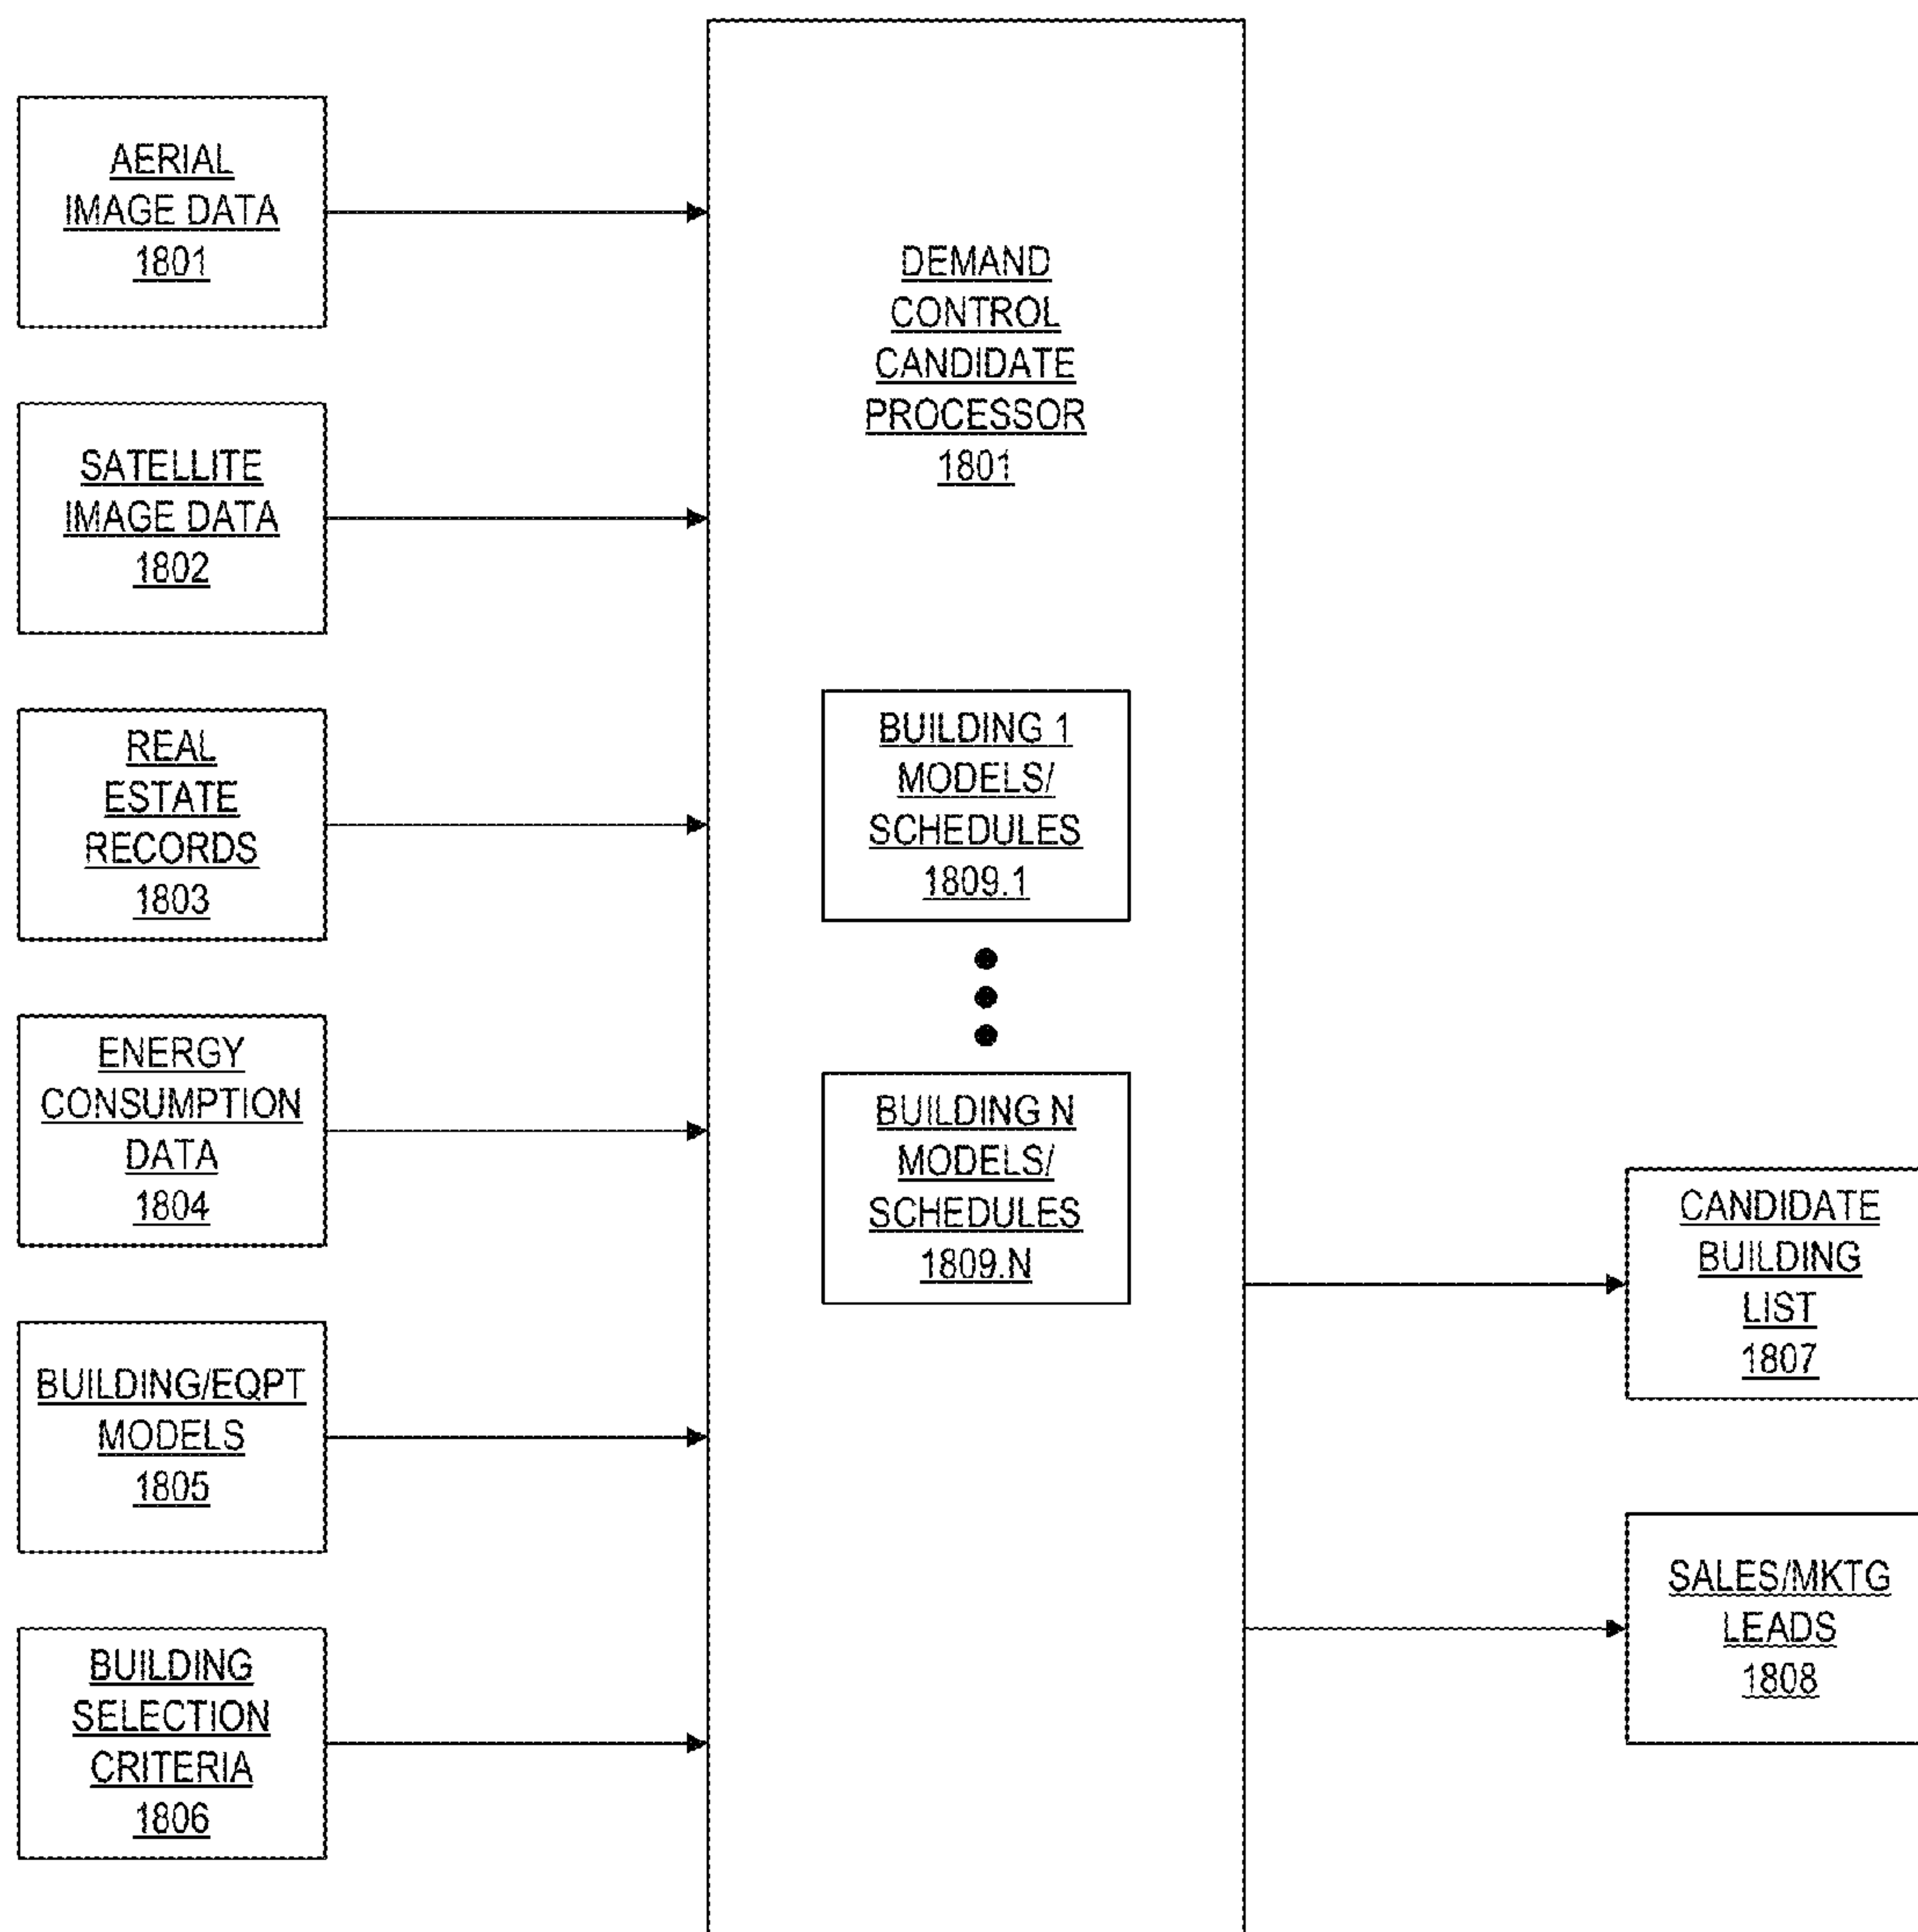 AERIAL
IMAGE DATA
1801
SATELLITE
IMAGE DATA
1802
REAL
ESTATE
RECORDS
1803
ENERGY
CONSUMPTION
DATA
1804
BUILDING/EQPT
MODELS
1805
BUILDING
SELECTION
CRITERIA
1806
DEMAND
CONTROL
CANDIDATE
PROCESSOR
1801
BUILDING 1
MODELS/
SCHEDULES
1809.1
BUILDING N
MODELS/
SCHEDULES
1809.N
CANDIDATE
BUILDING
LIST
1807
SALES/MKTG
LEADS
1808